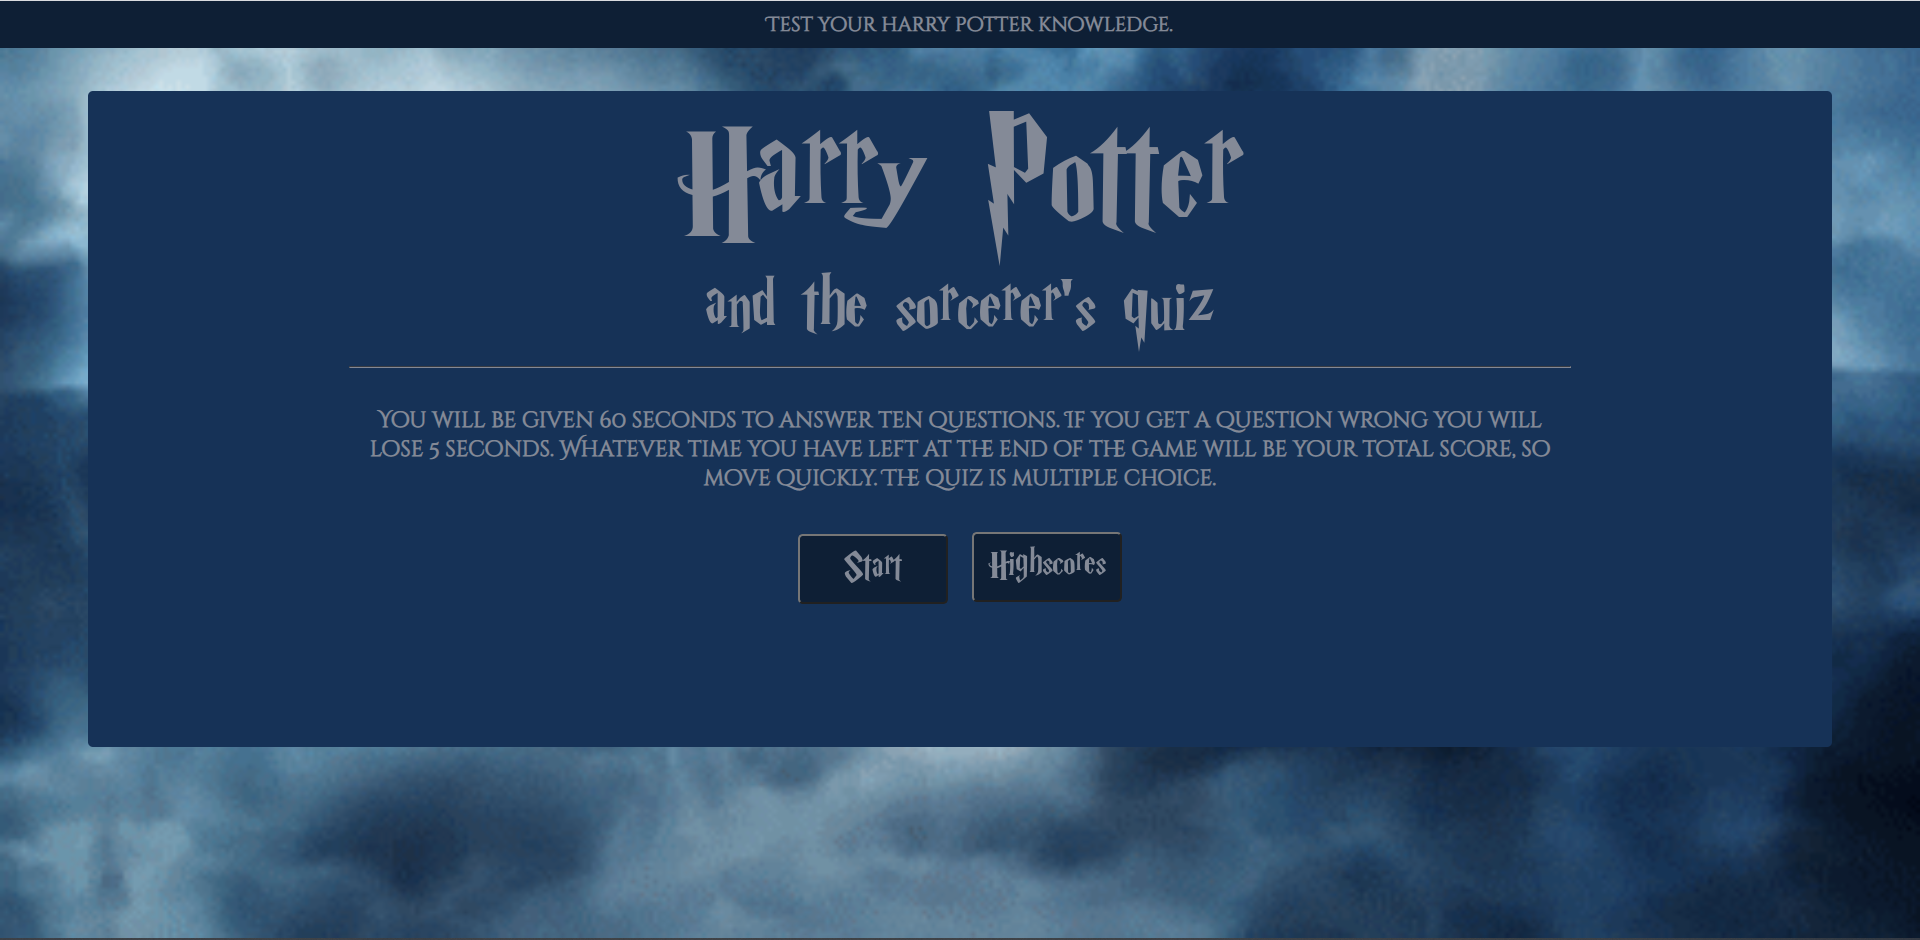 Test your Harry Potter knowledge.
Harry Potter
and the sorcerer's quiz
You will be given 60 seconds to answer ten questions. If you get a question wrong you will
lose 5 seconds. Whatever time you have left at the end of the game will be your total score, so
move quickly. The quiz is multiple choice.
Start
Highscores